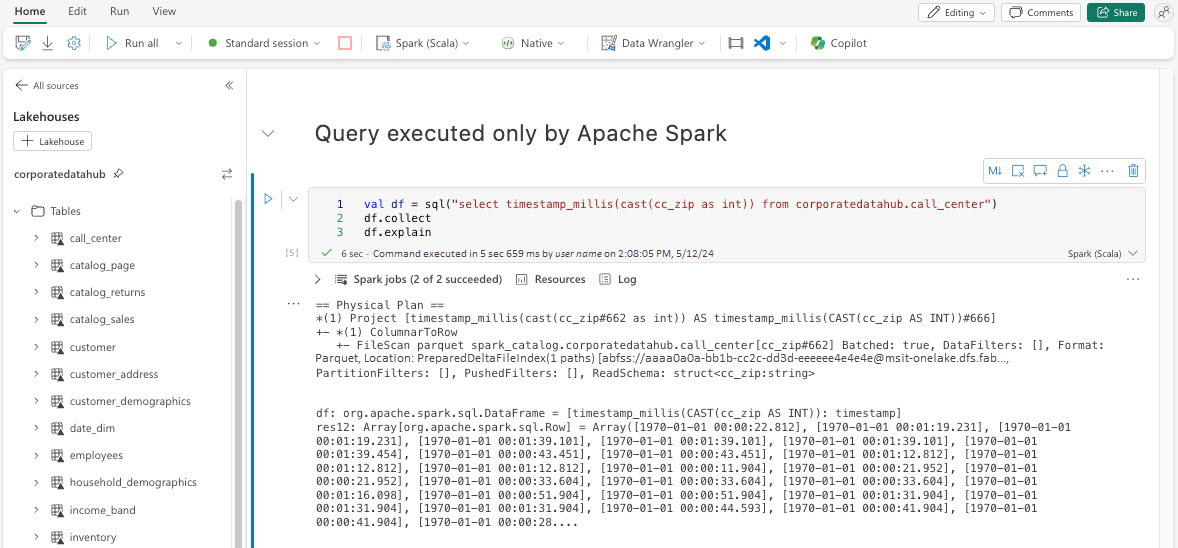 Home Edit Run View
Editing Comments Share
Run all Standard session Spark (Scala) Native Data Wrangler Copilot
All sources
Lakehouses
Lakehouse
corporatedatahub
Tables
call_center
catalog_page
catalog_returns
catalog_sales
customer
customer_address
customer_demographics
date_dim
employees
household_demographics
income_band
inventory
Query executed only by Apache Spark
M↓
1 val df = sql("select timestamp_millis(cast(cc_zip as int)) from corporatedatahub.call_center")
2 df.collect
3 df.explain
[5] 6 sec - Command executed in 5 sec 659 ms by user name on 2:08:05 PM, 5/12/24 Spark (Scala)
Spark jobs (2 of 2 succeeded) Resources Log
== Physical Plan ==
*(1) Project [timestamp_millis(cast(cc_zip#662 as int)) AS timestamp_millis(CAST(cc_zip AS INT))#666]
+- *(1) ColumnarToRow
+- FileScan parquet spark_catalog.corporatedatahub.call_center[cc_zip#662] Batched: true, DataFilters: [], Format:
Parquet, Location: PreparedDeltaFileIndex(1 paths) [abfss://aaaa0a0a-bb1b-cc2c-dd3d-eeeeee4e4e4e@msit-onelake.dfs.fab...,
PartitionFilters: [], PushedFilters: [], ReadSchema: struct<cc_zip:string>
df: org.apache.spark.sql.DataFrame = [timestamp_millis(CAST(cc_zip AS INT)): timestamp]
res12: Array[org.apache.spark.sql.Row] = Array([1970-01-01 00:00:22.812], [1970-01-01 00:01:19.231], [1970-01-01
00:01:19.231], [1970-01-01 00:01:39.101], [1970-01-01 00:01:39.101], [1970-01-01 00:01:39.101], [1970-01-01
00:01:39.454], [1970-01-01 00:00:43.451], [1970-01-01 00:00:43.451], [1970-01-01 00:01:12.812], [1970-01-01
00:01:12.812], [1970-01-01 00:01:12.812], [1970-01-01 00:00:11.904], [1970-01-01 00:00:21.952], [1970-01-01
00:00:21.952], [1970-01-01 00:00:33.604], [1970-01-01 00:00:33.604], [1970-01-01 00:00:33.604], [1970-01-01
00:01:16.098], [1970-01-01 00:00:51.904], [1970-01-01 00:00:51.904], [1970-01-01 00:01:31.904], [1970-01-01
00:01:31.904], [1970-01-01 00:01:31.904], [1970-01-01 00:00:44.593], [1970-01-01 00:00:41.904], [1970-01-01
00:00:41.904], [1970-01-01 00:00:28....